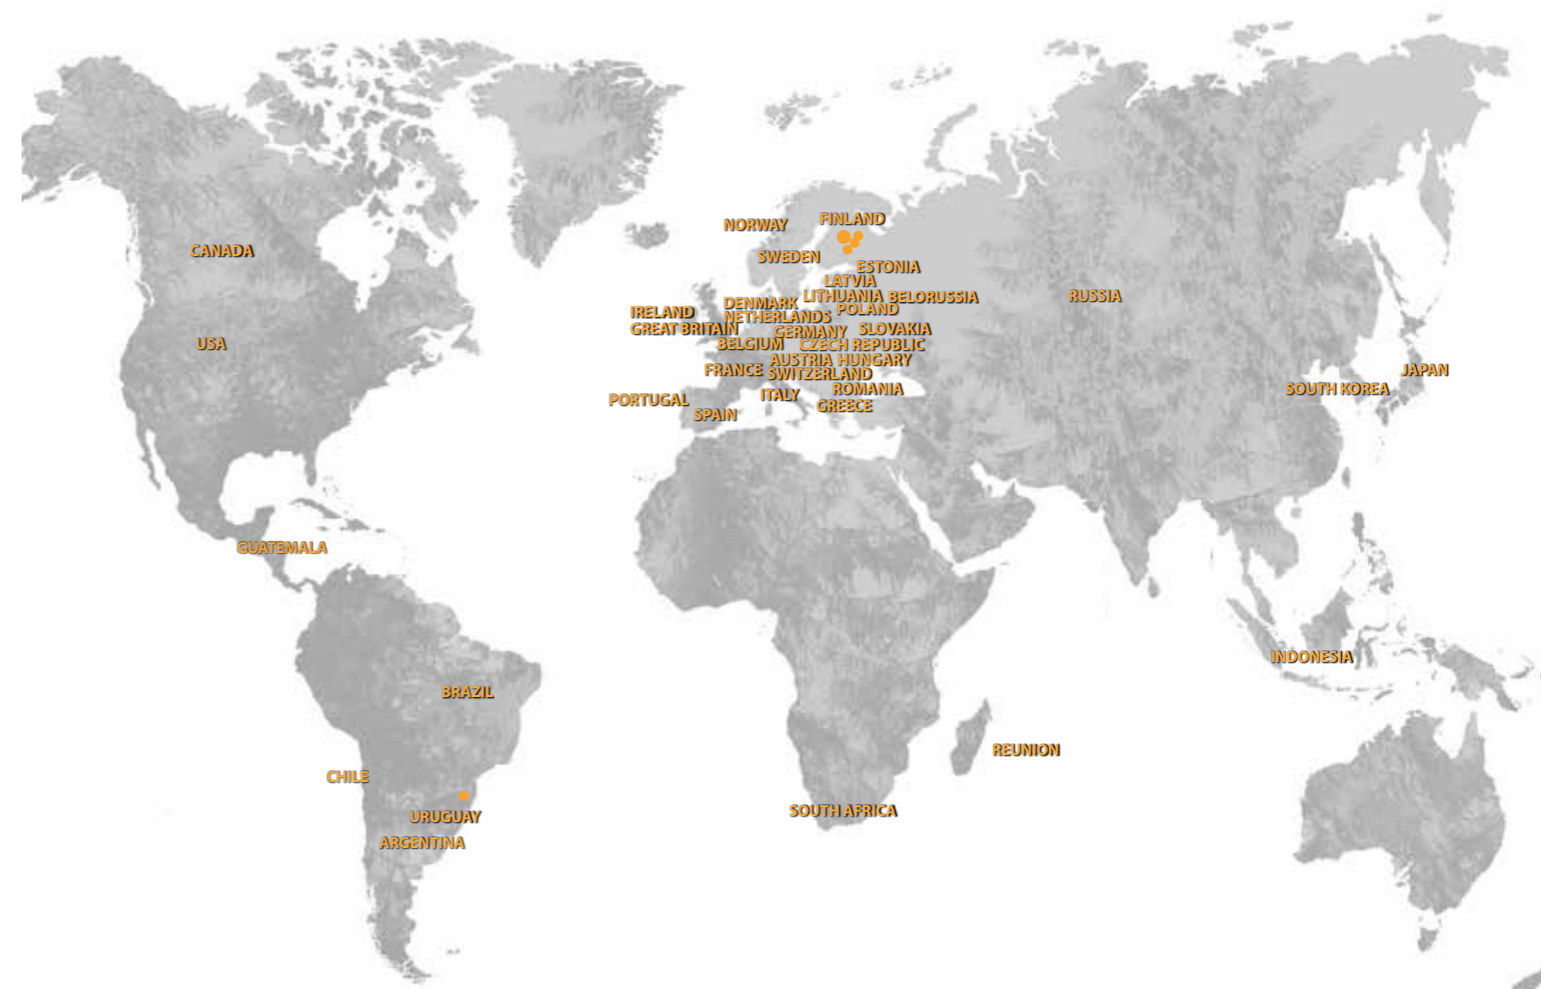 NORWAY
FINLAND
CANADA
SWEDEN
ESTONIA
LATVIA
LITHUANIA
BELORUSSIA
RUSSIA
DENMARK
IRELAND
POLAND
NETHERLANDS
GREAT BRITAIN
GERMANY
SLOVAKIA
USA
BELGIUM
CZECH REPUBLIC
AUSTRIA
HUNGARY
FRANCE
SWITZERLAND
JAPAN
SOUTH KOREA
ROMANIA
ITALY
PORTUGAL
GREECE
SPAIN
GUATEMALA
INDONESIA
BRAZIL
REUNION
CHILE
SOUTH AFRICA
URUGUAY
ARGENTINA